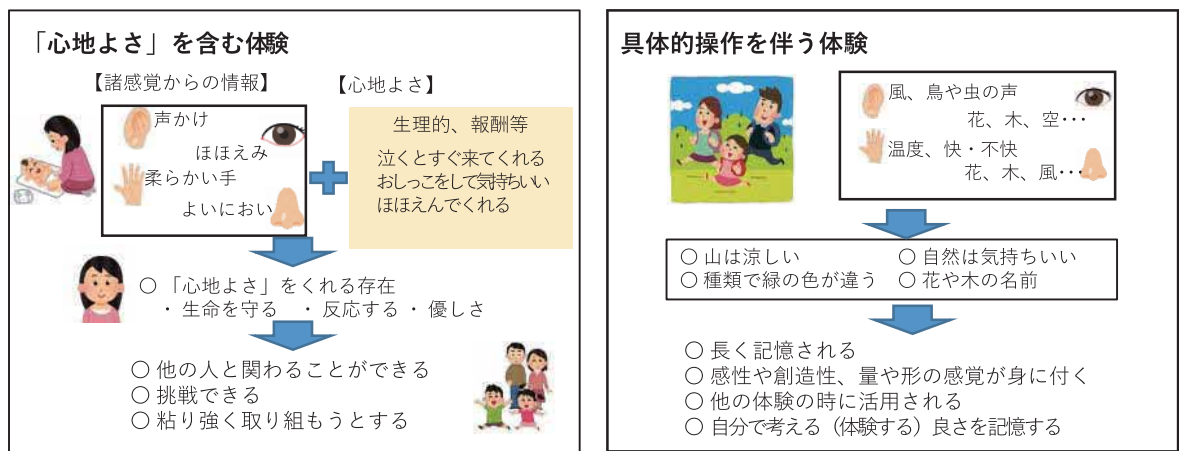 「心地よさ」を含む体験
【諸感覚からの情報】
【心地よさ】
声かけ
ほほえみ
柔らかい手
よいにおい
生理的、報酬等
泣くとすぐ来てくれる
おしっこをして気持ちいい
ほほえんでくれる
○「心地よさ」をくれる存在
・生命を守る ・反応する ・優しさ
○ 他の人と関わることができる
○ 挑戦できる
○ 粘り強く取り組もうとする
具体的操作を伴う体験
風、鳥や虫の声
花、木、空･･･
温度、快・不快
花、木、風･･･
○ 山は涼しい ○ 自然は気持ちいい
○ 種類で緑の色が違う ○ 花や木の名前
○ 長く記憶される
○ 感性や創造性、量や形の感覚が身に付く
○ 他の体験の時に活用される
○ 自分で考える（体験する）良さを記憶する